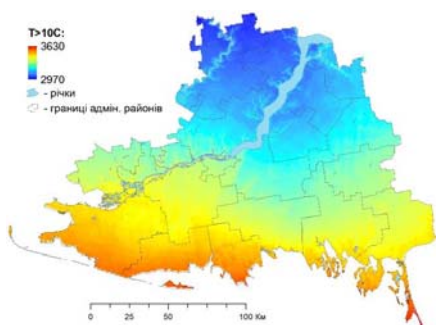 T>10C:
3630
2970
- річки
- границі адмін. районів
0 25 50 100 Км